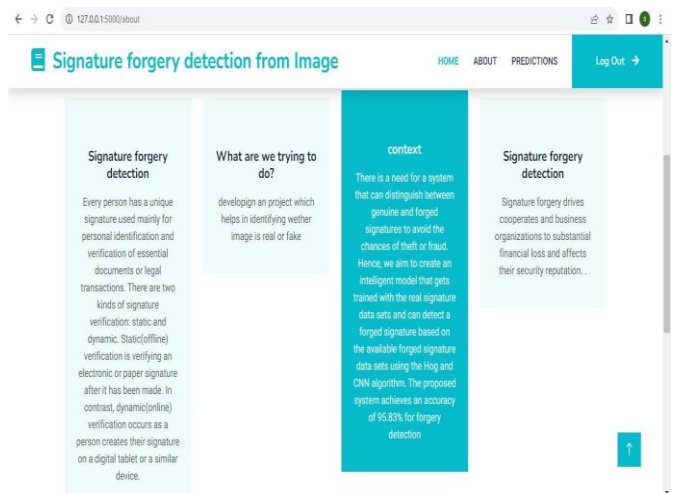 127.0.0.1:5000/about
Signature forgery detection from Image
HOME
ABOUT
PREDICTIONS
Log Out →
Signature forgery
detection
Every person has a unique
signature used mainly for
personal identification and
verification of essential
documents or legal
transactions. There are two
kinds of signature
verification: static and
dynamic. Static(offline)
verification is verifying an
electronic or paper signature
after it has been made. In
contrast, dynamic(online)
verification occurs as a
person creates their signature
on a digital tablet or a similar
device.
What are we trying to
do?
developign an project which
helps in identifying wether
image is real or fake
context
There is a need for a system
that can distinguish between
genuine and forged
signatures to avoid the
chances of theft or fraud.
Hence, we aim to create an
intelligent model that gets
trained with the real signature
data sets and can detect a
forged signature based on
the available forged signature
data sets using the Hog and
CNN algorithm. The proposed
system achieves an accuracy
of 95.83% for forgery
detection
Signature forgery
detection
Signature forgery drives
cooperates and business
organizations to substantial
financial loss and affects
their security reputation. .